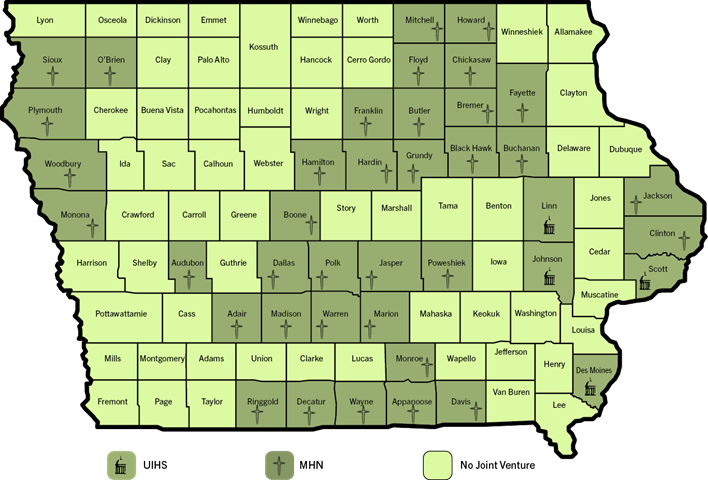 Lyon Osceola Dickinson Emmet Winnebago Worth Mitchell Howard Winneshiek Allamakee
Kossuth
Sioux O'Brien Clay Palo Alto Hancock Cerro Gordo Floyd Chickasaw
Fayette Clayton
Plymouth Cherokee Buena Vista Pocahontas Humboldt Wright Franklin Butler Bremer
Woodbury Ida Sac Calhoun Webster Hamilton Hardin Grundy Black Hawk Buchanan Delaware Dubuque
Monona Crawford Carroll Greene Boone Story Marshall Tama Benton Linn Jones Jackson
Clinton
Harrison Shelby Audubon Guthrie Dallas Polk Jasper Poweshiek Iowa Johnson Cedar Scott
Muscatine
Pottawattamie Cass Adair Madison Warren Marion Mahaska Keokuk Washington
Louisa
Mills Montgomery Adams Union Clarke Lucas Monroe Wapello Jefferson Henry Des Moines
Fremont Page Taylor Ringgold Decatur Wayne Appanoose Davis Van Buren Lee
UIHS MHN No Joint Venture